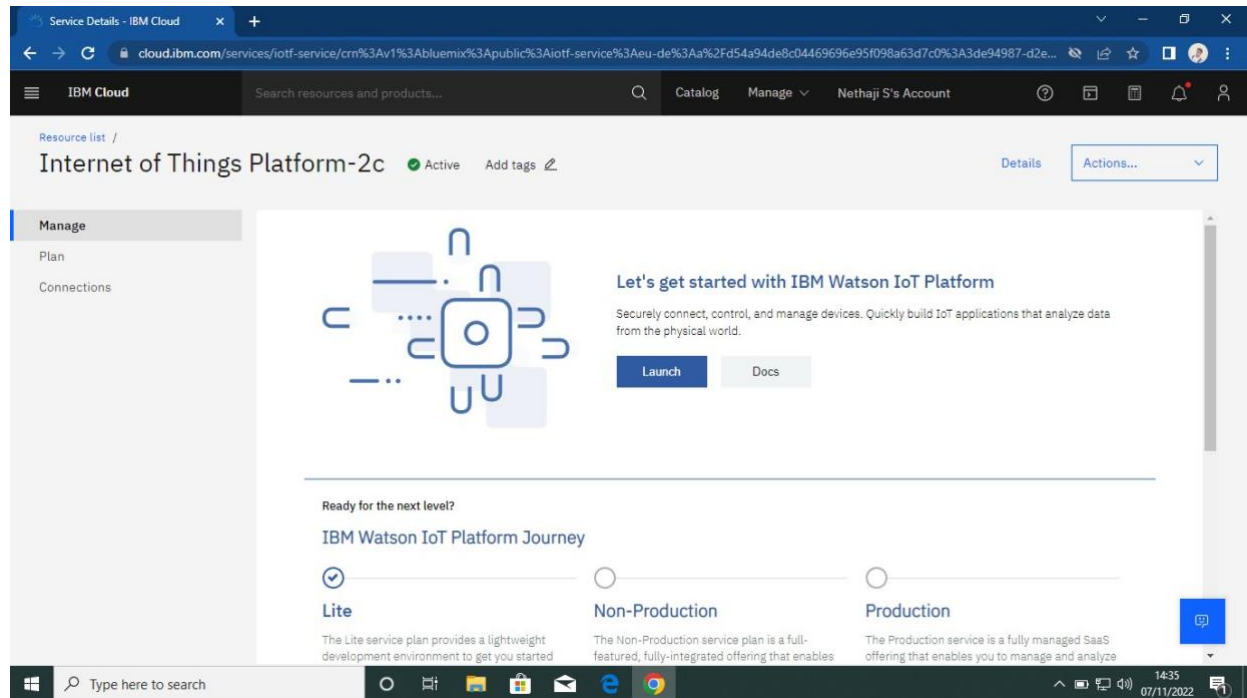 Service Details - IBM Cloud
cloud.ibm.com/services/iotf-service/crn%3Av1%3Abluemix%3Apublic%3Aiotf-service%3Aeu-de%3Aa%2Fd54a94de8c04469696e95f098a63d7c0%3A3de94987-d2e...
IBM Cloud
Search resources and products...
Catalog
Manage
Nethaji S's Account
Resource list /
Internet of Things Platform-2c
Active
Add tags
Details
Actions...
Manage
Plan
Connections
Let's get started with IBM Watson IoT Platform
Securely connect, control, and manage devices. Quickly build IoT applications that analyze data
from the physical world.
Launch
Docs
Ready for the next level?
IBM Watson IoT Platform Journey
Lite
Non-Production
Production
The Lite service plan provides a lightweight
development environment to get you started
The Non-Production service plan is a full-
featured, fully-integrated offering that enables
The Production service is a fully managed SaaS
offering that enables you to manage and analyze
Type here to search
14:35
07/11/2022
1